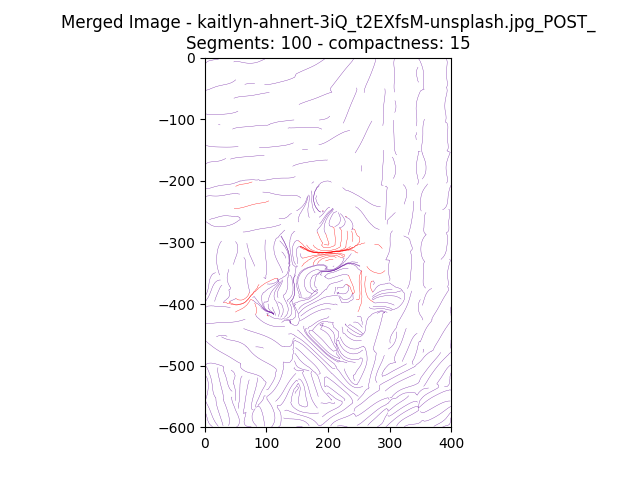 Merged Image - kaitlyn-ahnert-3iQ_t2EXfsM-unsplash.jpg_POST_
Segments: 100 - compactness: 15
0
−100
−200
−300
−400
−500
−600
0 100 200 300 400